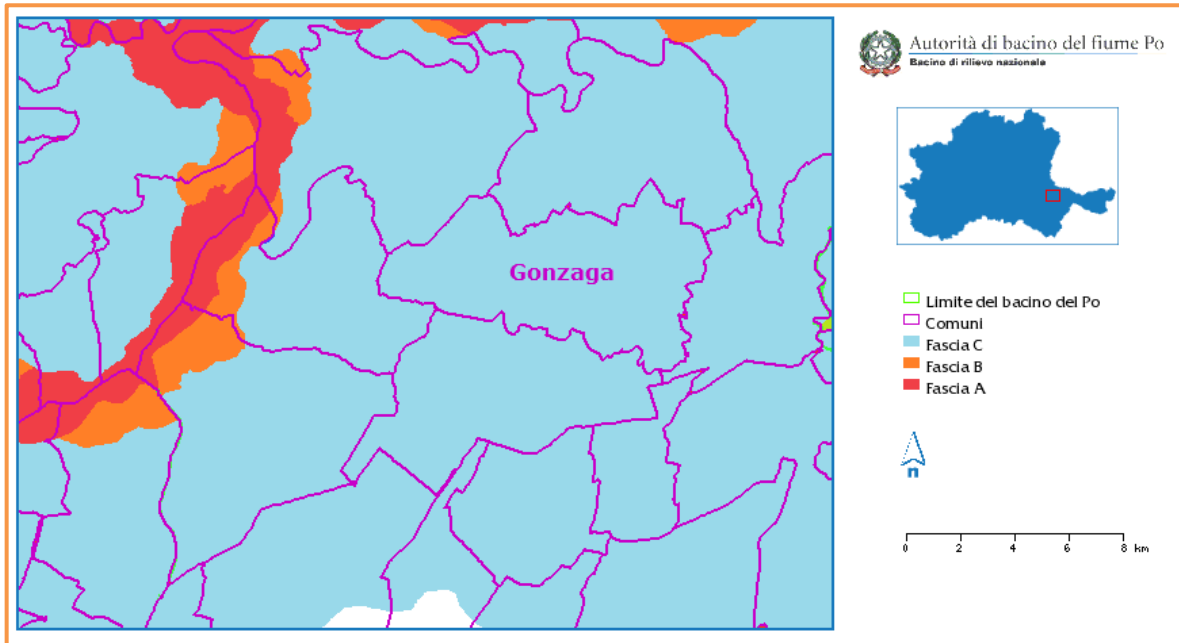 Autorità di bacino del fiume Po
Bacino di rilievo nazionale
Gonzaga
Limite del bacino del Po
Comuni
Fascia C
Fascia B
Fascia A
n
0 2 4 6 8 km